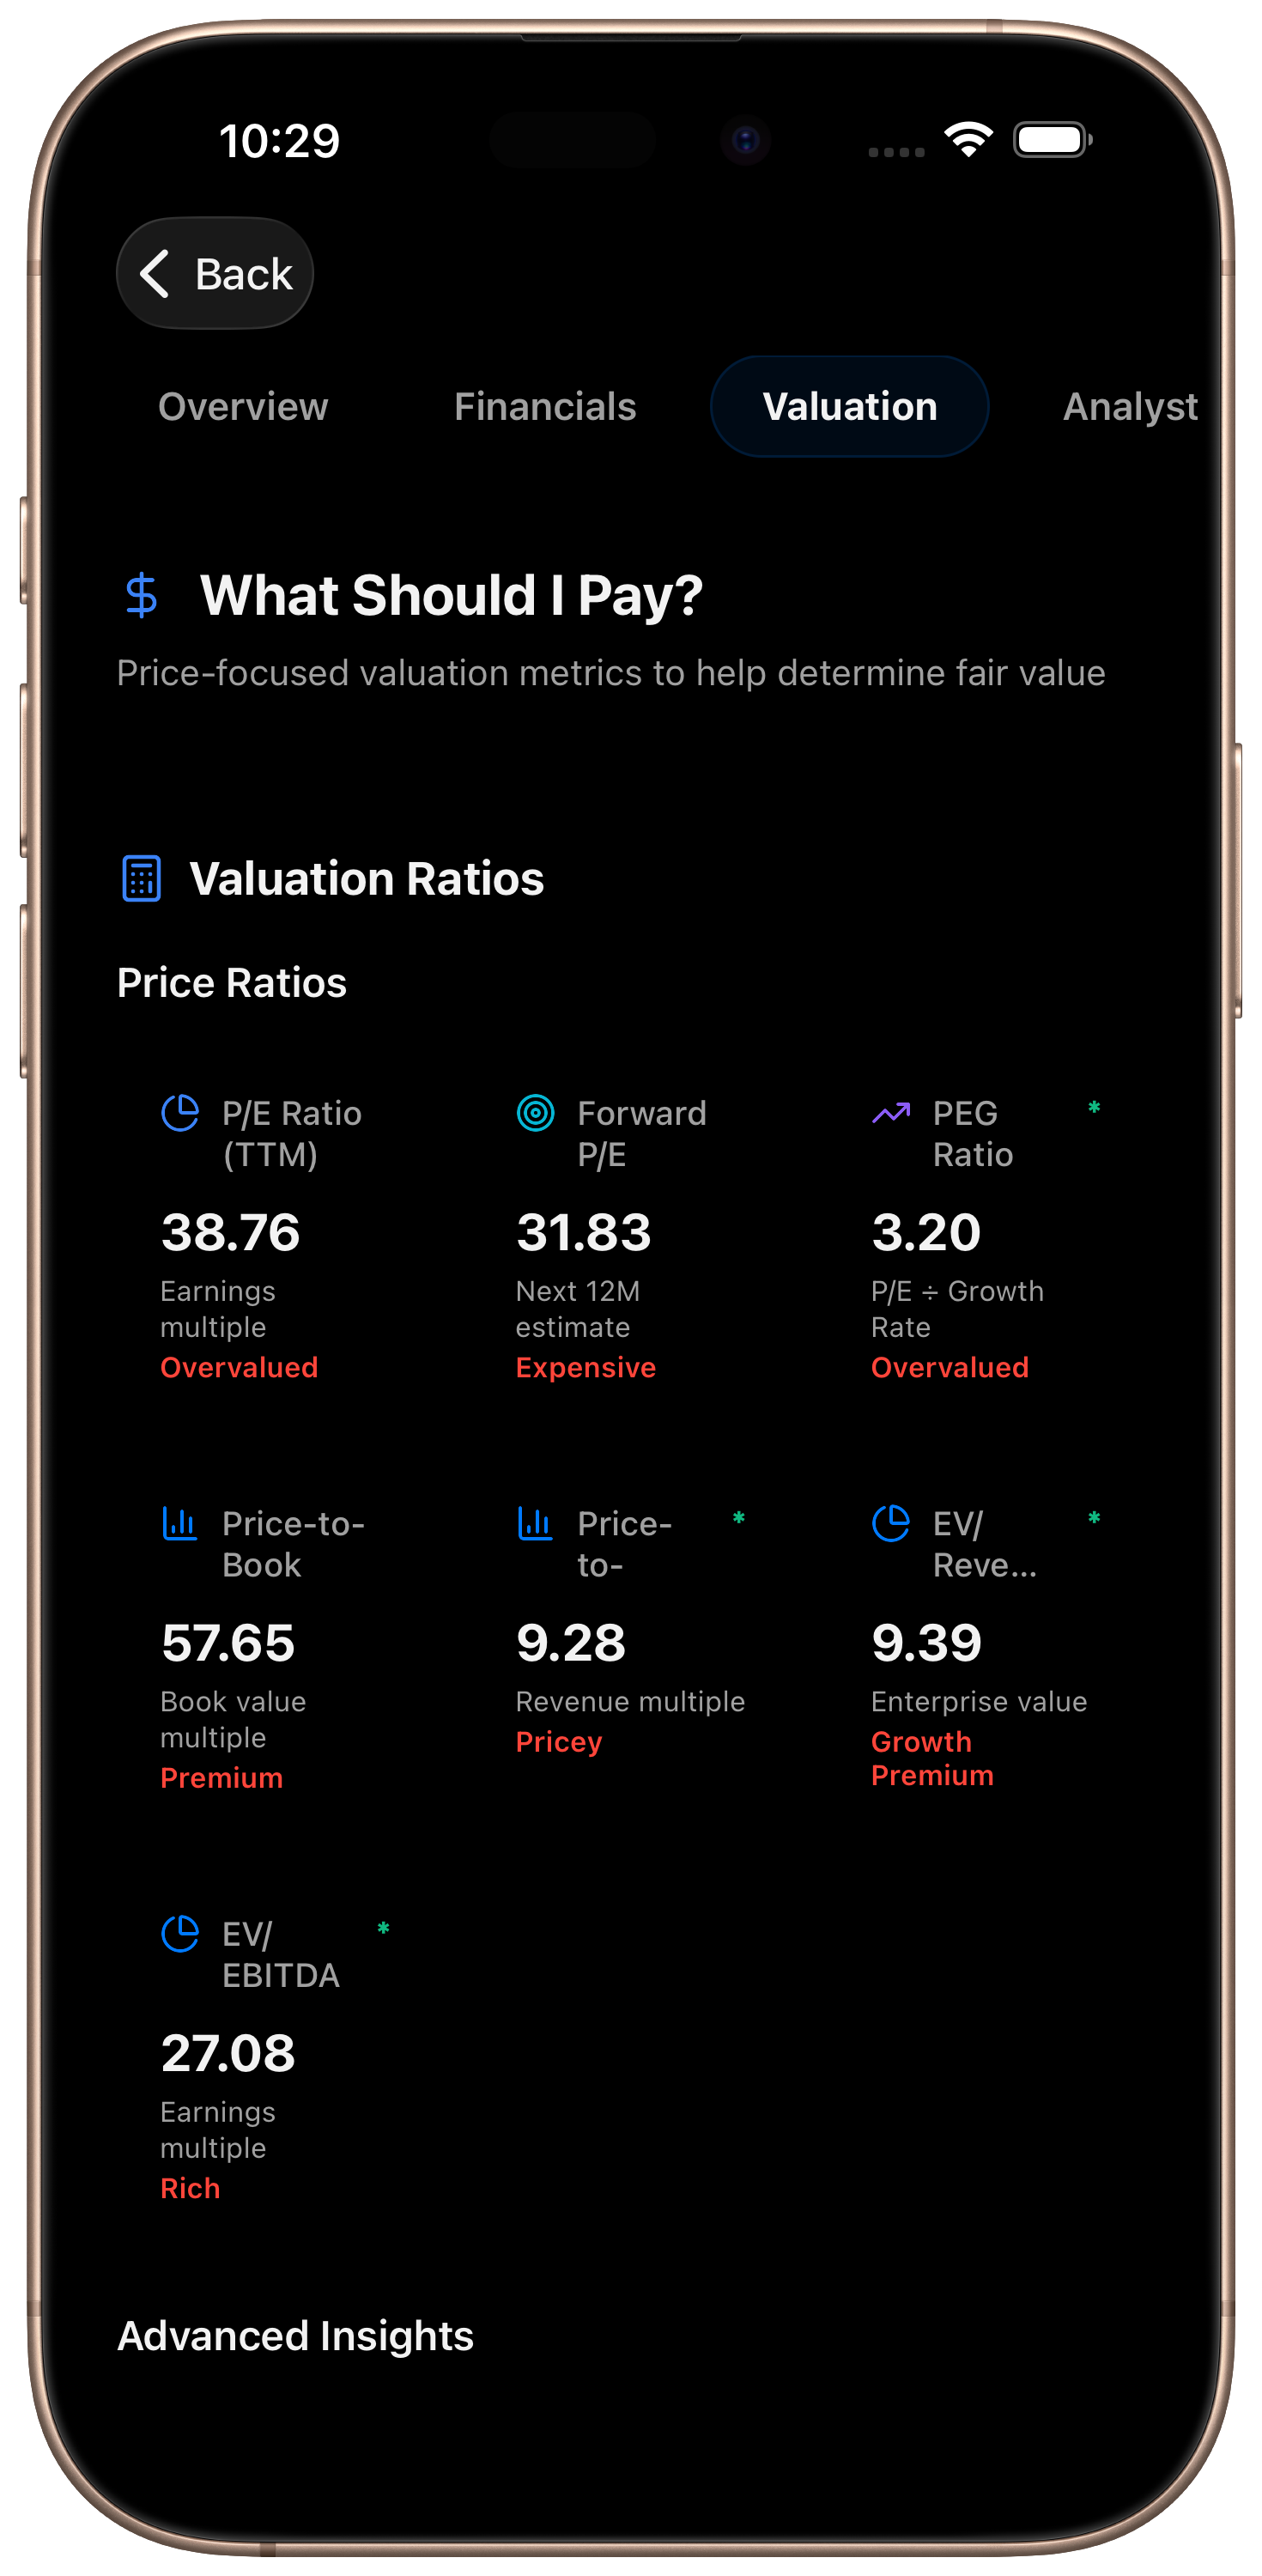 10:29
Back
Overview Financials Valuation Analyst
$ What Should I Pay?
Price-focused valuation metrics to help determine fair value
Valuation Ratios
Price Ratios
P/E Ratio
(TTM)
38.76
Earnings
multiple
Overvalued
Forward
P/E
31.83
Next 12M
estimate
Expensive
PEG *
Ratio
3.20
P/E ÷ Growth
Rate
Overvalued
Price-to-
Book
57.65
Book value
multiple
Premium
Price- *
to-
9.28
Revenue multiple
Pricey
EV/ *
Reve...
9.39
Enterprise value
Growth
Premium
EV/ *
EBITDA
27.08
Earnings
multiple
Rich
Advanced Insights